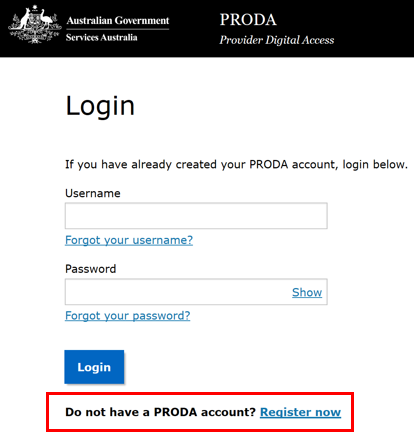 Australian Government
Services Australia
PRODA
Provider Digital Access
Login
If you have already created your PRODA account, login below.
Username
Forgot your username?
Password
Show
Forgot your password?
Login
Do not have a PRODA account? Register now